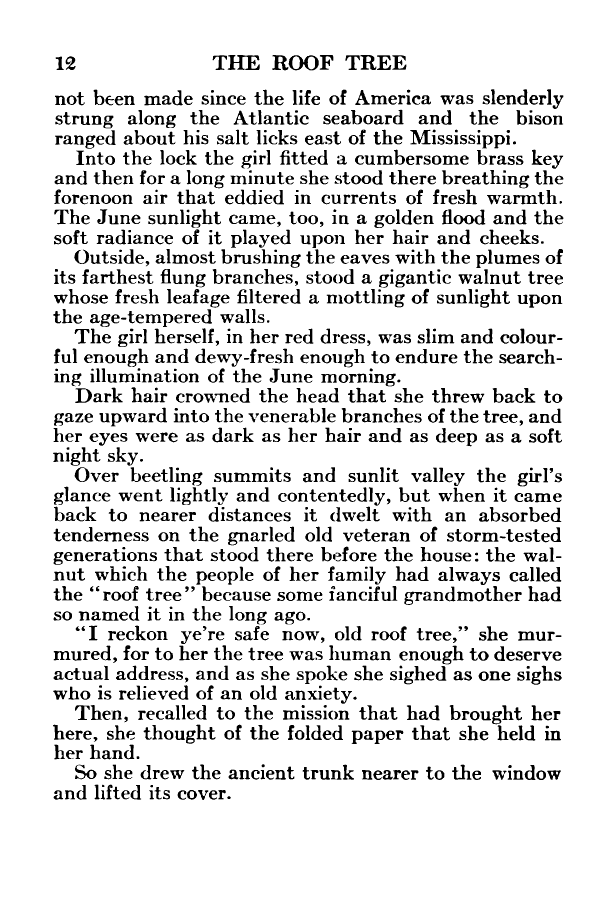 12 THE ROOF TREE
not been made since the life of America was slenderly
strung along the Atlantic seaboard and the bison
ranged about his salt licks east of the Mississippi.
Into the lock the girl fitted a cumbersome brass key
and then for a long minute she stood there breathing the
forenoon air that eddied in currents of fresh warmth.
The June sunlight came, too, in a golden flood and the
soft radiance of it played upon her hair and cheeks.
Outside, almost brushing the eaves with the plumes of
its farthest flung branches, stood a gigantic walnut tree
whose fresh leafage filtered a mottling of sunlight upon
the age-tempered walls.
The girl herself, in her red dress, was slim and colour-
ful enough and dewy-fresh enough to endure the search-
ing illumination of the June morning.
Dark hair crowned the head that she threw back to
gaze upward into the venerable branches of the tree, and
her eyes were as dark as her hair and as deep as a soft
night sky.
Over beetling summits and sunlit valley the girl's
glance went lightly and contentedly, but when it came
back to nearer distances it dwelt with an absorbed
tenderness on the gnarled old veteran of storm-tested
generations that stood there before the house: the wal-
nut which the people of her family had always called
the "roof tree" because some fanciful grandmother had
so named it in the long ago.
"I reckon ye're safe now, old roof tree," she mur-
mured, for to her the tree was human enough to deserve
actual address, and as she spoke she sighed as one sighs
who is relieved of an old anxiety.
Then, recalled to the mission that had brought her
here, she thought of the folded paper that she held in
her hand.
So she drew the ancient trunk nearer to the window
and lifted its cover.